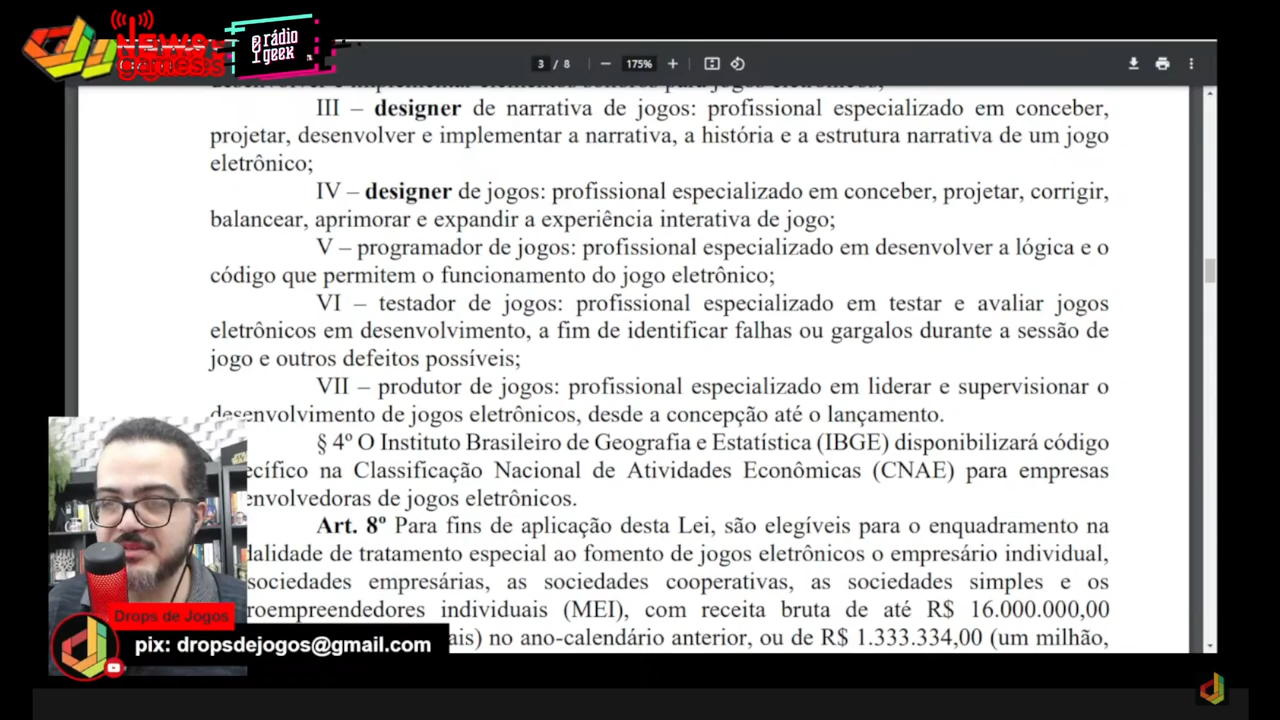 NEWS
games
rádio
geek
3 / 8
175%
desenvolver e implementar elementos sonoros para jogos eletrônicos;
III – designer de narrativa de jogos: profissional especializado em conceber,
projetar, desenvolver e implementar a narrativa, a história e a estrutura narrativa de um jogo
eletrônico;
IV – designer de jogos: profissional especializado em conceber, projetar, corrigir,
balancear, aprimorar e expandir a experiência interativa de jogo;
V – programador de jogos: profissional especializado em desenvolver a lógica e o
código que permitem o funcionamento do jogo eletrônico;
VI – testador de jogos: profissional especializado em testar e avaliar jogos
eletrônicos em desenvolvimento, a fim de identificar falhas ou gargalos durante a sessão de
jogo e outros defeitos possíveis;
VII – produtor de jogos: profissional especializado em liderar e supervisionar o
desenvolvimento de jogos eletrônicos, desde a concepção até o lançamento.
§ 4º O Instituto Brasileiro de Geografia e Estatística (IBGE) disponibilizará código
ecífico na Classificação Nacional de Atividades Econômicas (CNAE) para empresas
envolvedoras de jogos eletrônicos.
Art. 8º Para fins de aplicação desta Lei, são elegíveis para o enquadramento na
dalidade de tratamento especial ao fomento de jogos eletrônicos o empresário individual,
sociedades empresárias, as sociedades cooperativas, as sociedades simples e os
roempreendedores individuais (MEI), com receita bruta de até R$ 16.000.000,00
ais) no ano-calendário anterior, ou de R$ 1.333.334,00 (um milhão,
Drops de Jogos
pix: dropsdejogos@gmail.com